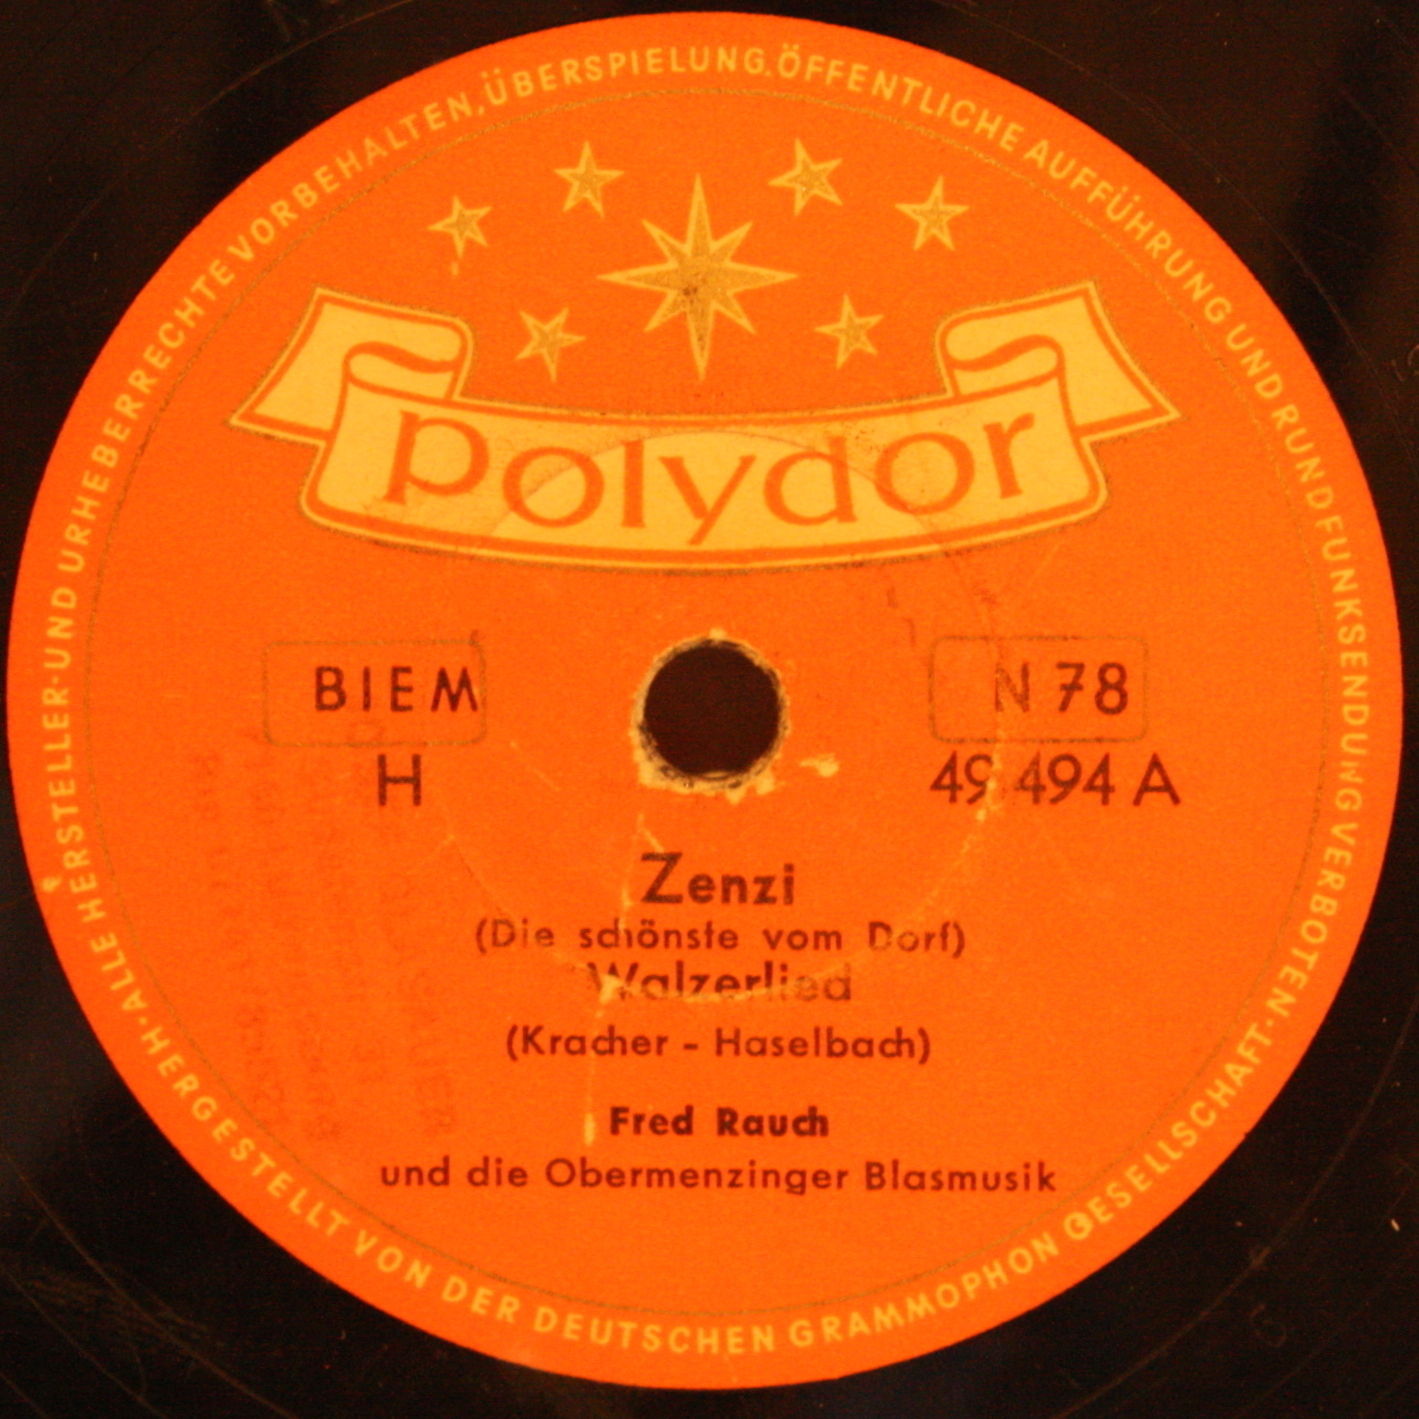 ALLE HERSTELLER-UND URHEBERRECHTE VORBEHALTEN, ÜBERSPIELUNG, ÖFFENTLICHE AUFFÜHRUNG UND RUNDFUNKSENDUNG VERBOTEN·
HERGESTELLT VON DER DEUTSCHEN GRAMMOPHON GESELLSCHAFT·
polydor
BIEM N 78
H 49 494 A
Zenzi
(Die schönste vom Dorf)
Walzerlied
(Kracher - Haselbach)
Fred Rauch
und die Obermenzinger Blasmusik